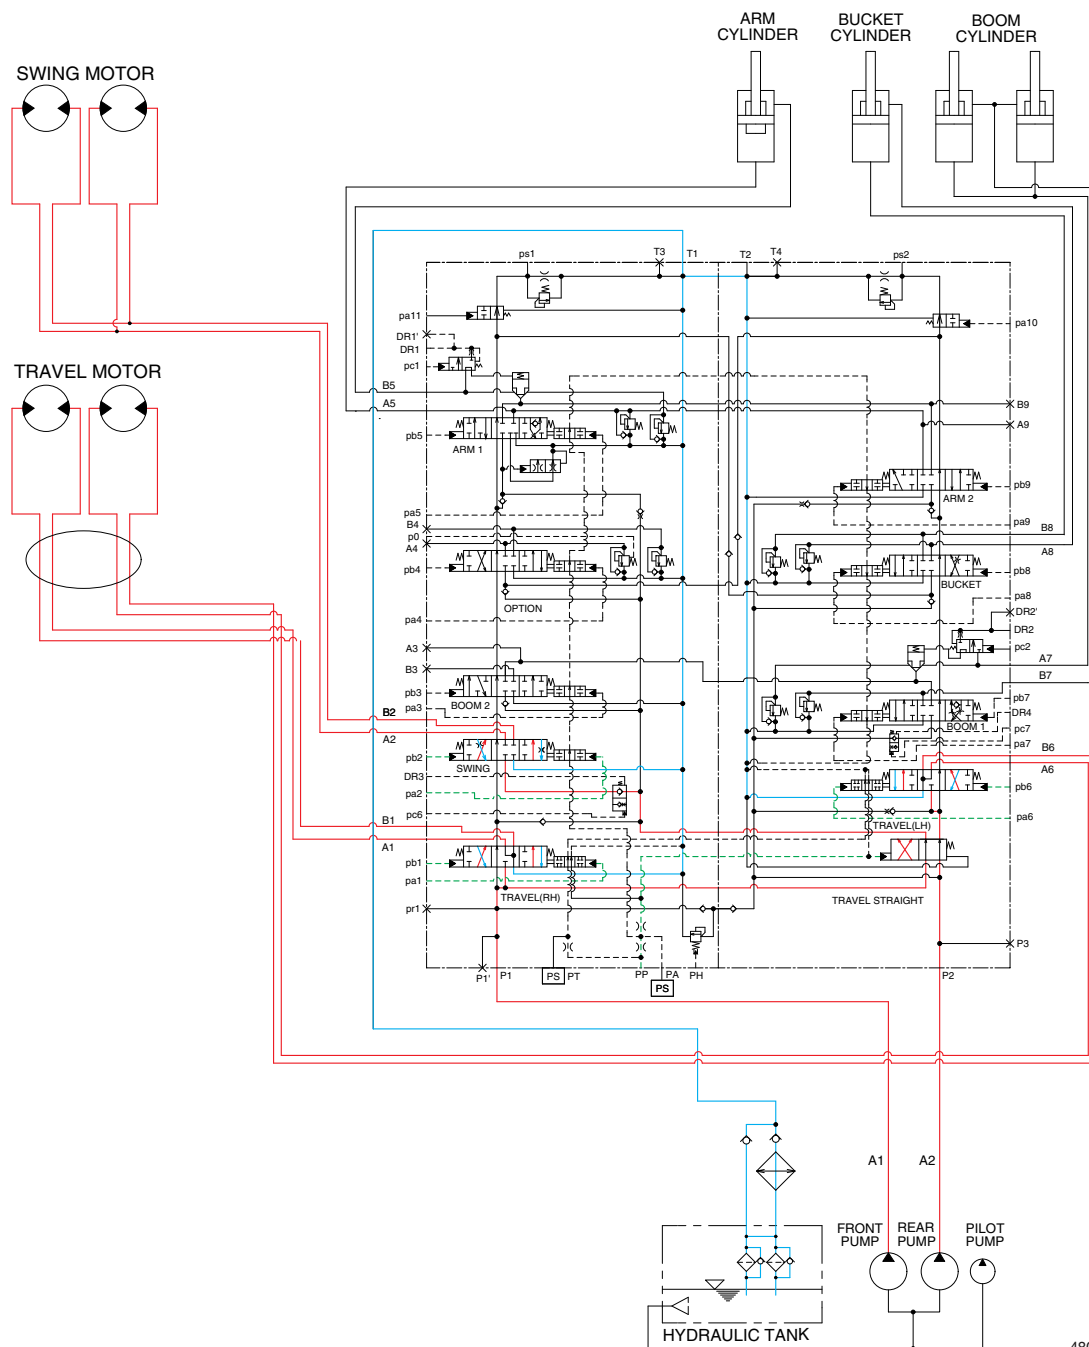 ARM
CYLINDER
BUCKET
CYLINDER
BOOM
CYLINDER
SWING MOTOR
TRAVEL MOTOR
ps1
T3
T1
T2
T4
ps2
pa11
pa10
DR1'
DR1
pc1
B5
A5
B9
A9
pb5
ARM 1
pb9
ARM 2
pa5
pa9
B4
p0
A4
B8
A8
pb4
pb8
OPTION
BUCKET
pa4
pa8
DR2'
DR2
A3
pc2
B3
A7
B7
pb3
BOOM 2
pa3
pb7
DR4
BOOM 1
pc7
pa7
B2
A2
pb2
SWING
B6
A6
DR3
pa2
pb6
pc6
pa6
B1
TRAVEL(LH)
A1
pb1
pa1
TRAVEL(RH)
TRAVEL STRAIGHT
pr1
P3
P1'
P1
PS
PT
PP
PA
PS
PH
P2
A1
A2
FRONT
PUMP
REAR
PUMP
PILOT
PUMP
HYDRAULIC TANK